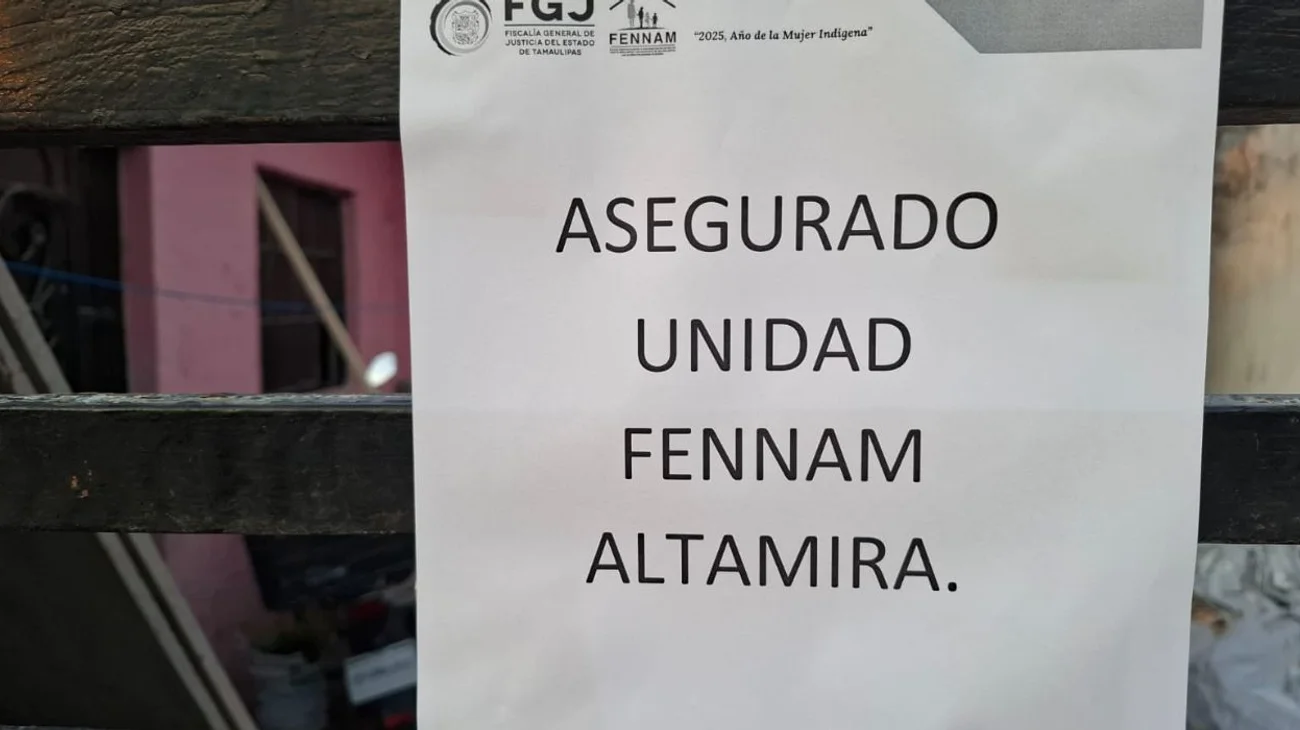 FGJ
FISCALÍA GENERAL DE
JUSTICIA DEL ESTADO
DE TAMAULIPAS
FENNAM
“2025, Año de la Mujer Indígena”
ASEGURADO
UNIDAD
FENNAM
ALTAMIRA.